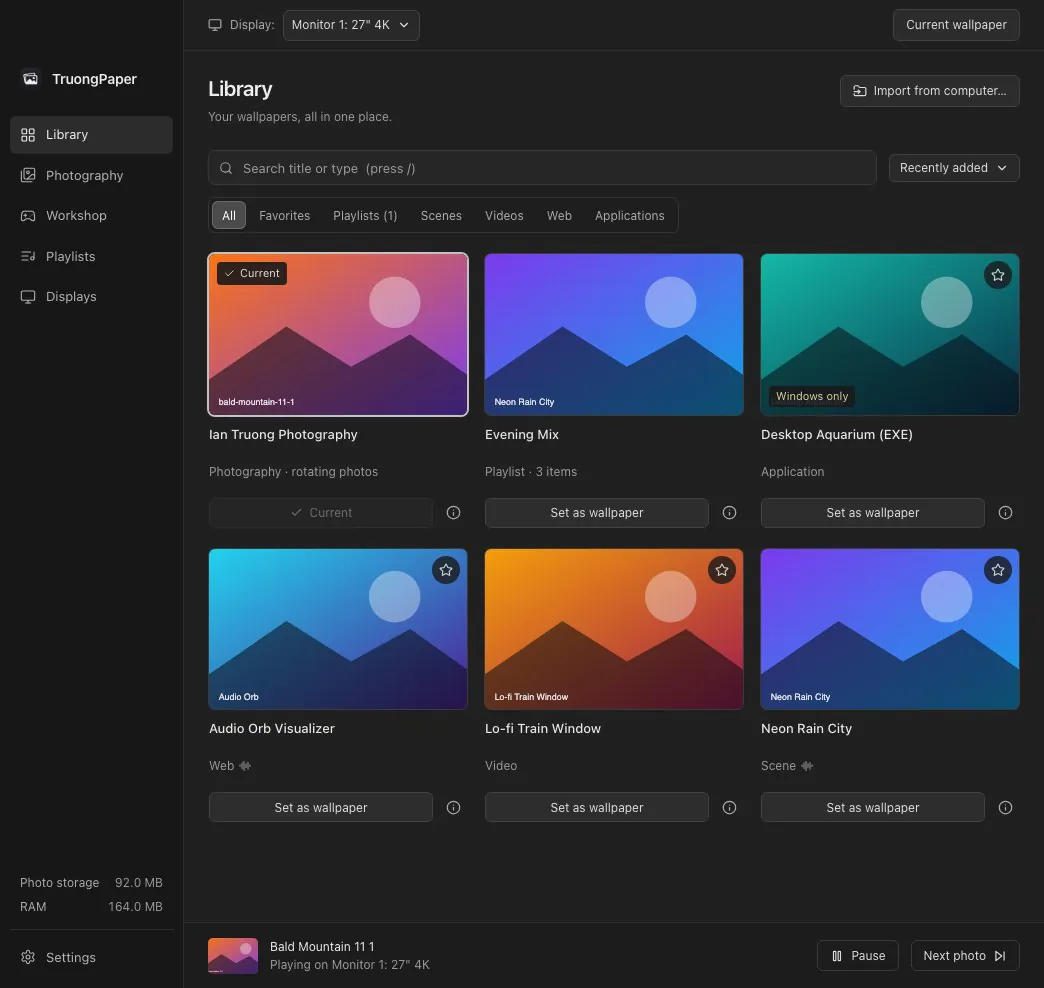 Display:
Monitor 1: 27" 4K
Current wallpaper
TruongPaper
Library
Photography
Workshop
Playlists
Displays
Photo storage 92.0 MB
RAM 164.0 MB
Settings
Library
Your wallpapers, all in one place.
Import from computer...
Search title or type (press /)
Recently added
All
Favorites
Playlists (1)
Scenes
Videos
Web
Applications
Current
bald-mountain-11-1
Ian Truong Photography
Photography · rotating photos
Current
Neon Rain City
Evening Mix
Playlist · 3 items
Set as wallpaper
Windows only
Desktop Aquarium (EXE)
Application
Set as wallpaper
Audio Orb
Audio Orb Visualizer
Web
Set as wallpaper
Lo-fi Train Window
Lo-fi Train Window
Video
Set as wallpaper
Neon Rain City
Neon Rain City
Scene
Set as wallpaper
Bald Mountain 11 1
Playing on Monitor 1: 27" 4K
Pause
Next photo